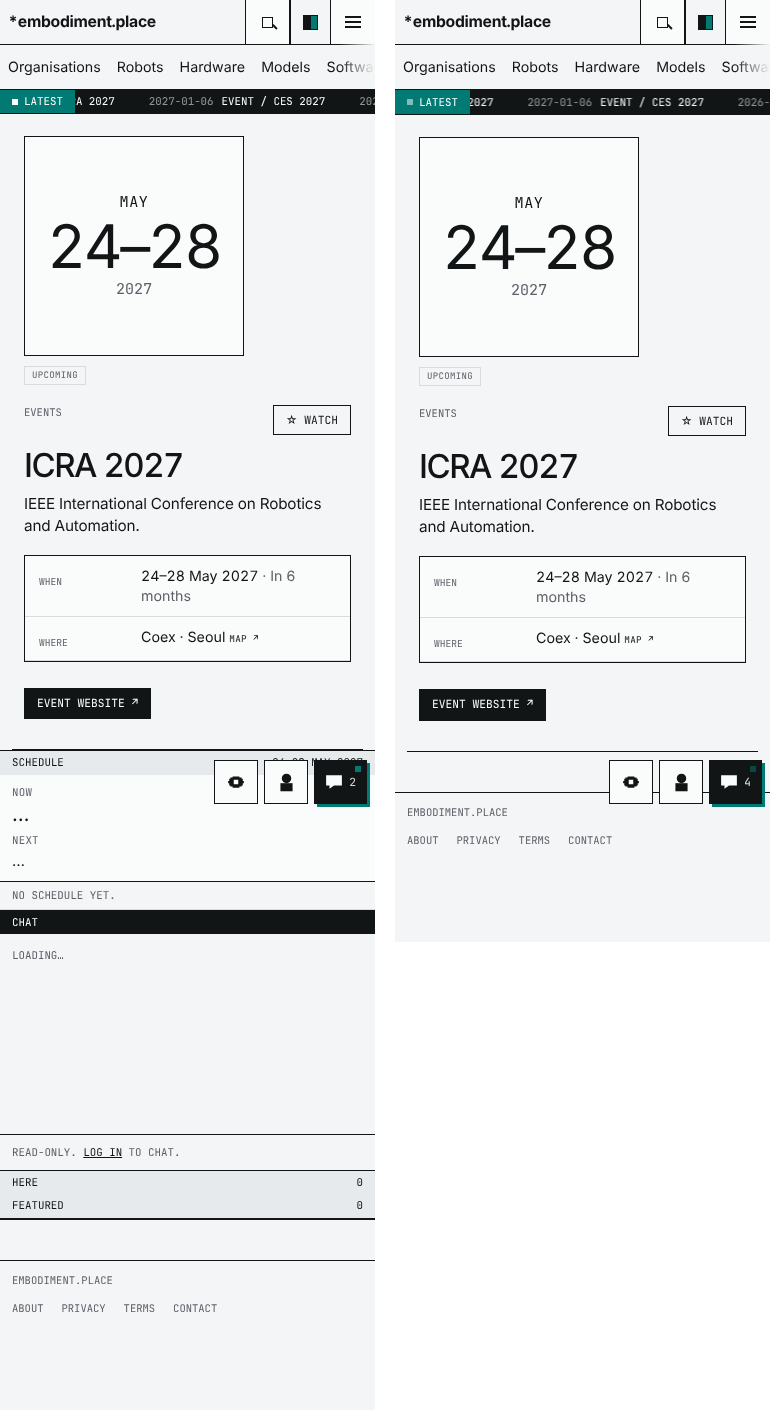 *embodiment.place
Organisations Robots Hardware Models Softwa
LATEST A 2027 2027-01-06 EVENT / CES 2027 202
MAY
24–28
2027
UPCOMING
EVENTS
☆ WATCH
ICRA 2027
IEEE International Conference on Robotics
and Automation.
WHEN 24–28 May 2027 · In 6
months
WHERE Coex · Seoul MAP ↗
EVENT WEBSITE ↗
SCHEDULE
2
NOW
...
NEXT
...
NO SCHEDULE YET.
CHAT
LOADING…
READ-ONLY. LOG IN TO CHAT.
HERE 0
FEATURED 0
EMBODIMENT.PLACE
ABOUT PRIVACY TERMS CONTACT
*embodiment.place
Organisations Robots Hardware Models Softwa
LATEST 2027 2027-01-06 EVENT / CES 2027 2026-
MAY
24–28
2027
UPCOMING
EVENTS
☆ WATCH
ICRA 2027
IEEE International Conference on Robotics
and Automation.
WHEN 24–28 May 2027 · In 6
months
WHERE Coex · Seoul MAP ↗
EVENT WEBSITE ↗
4
EMBODIMENT.PLACE
ABOUT PRIVACY TERMS CONTACT